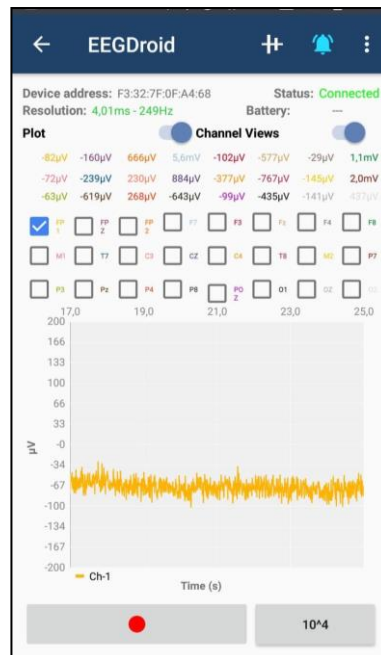 EEGDroid
Device address: F3:32:7F:0F:A4:68 Status: Connected
Resolution: 4,01ms - 249Hz Battery: ---
Plot Channel Views
-82µV -160µV 666µV 5,6mV -102µV -577µV -29µV 1,1mV
-72µV -239µV 230µV 884µV -377µV -767µV -145µV 2,0mV
-63µV -619µV 268µV -643µV -99µV -435µV -141µV 437µV
FP1 FPZ FP2 F7 F3 Fz F4 F8
M1 T7 C3 CZ C4 T8 M2 P7
P3 Pz P4 P8 POZ O1 OZ
17,0 19,0 21,0 23,0 25,0
200
166
133
100
66
33
-0
-34
-67
-100
-134
-167
-200
µV
Ch-1
Time (s)
10^4